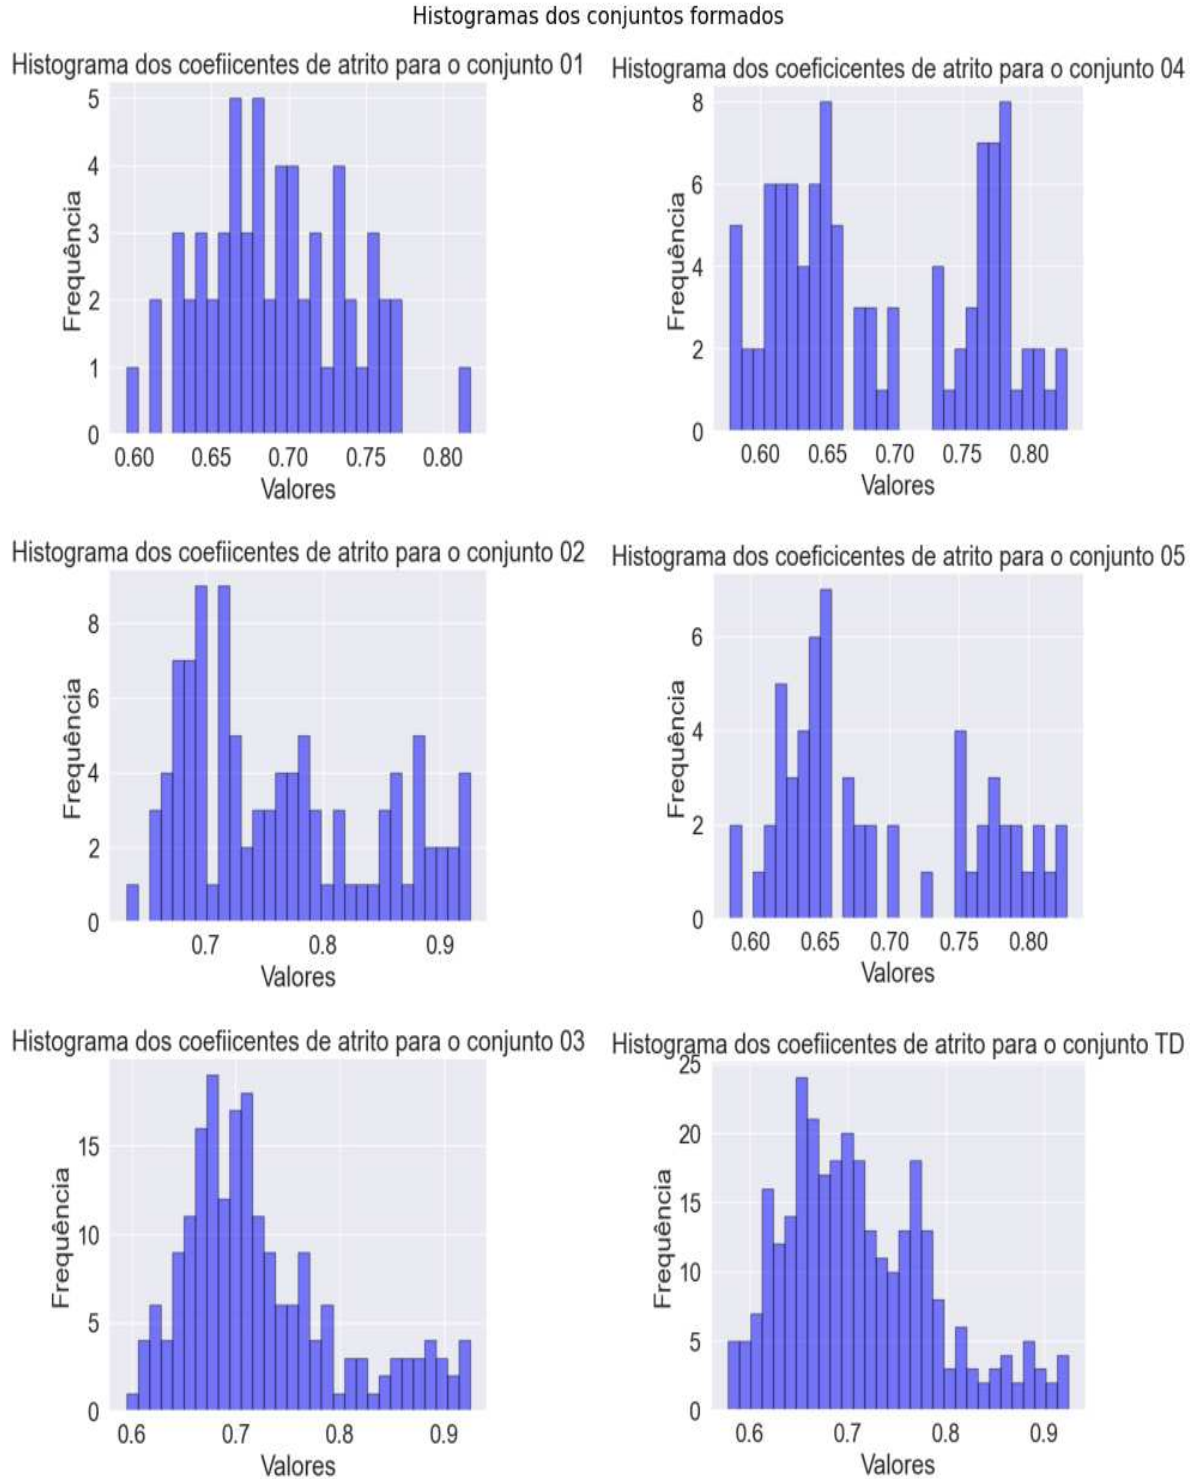 Histogramas dos conjuntos formados
Histograma dos coefiicentes de atrito para o conjunto 01
5
4
3
2
1
0
Frequência
0.60 0.65 0.70 0.75 0.80
Valores
Histograma dos coeficicentes de atrito para o conjunto 04
8
6
4
2
0
Frequência
0.60 0.65 0.70 0.75 0.80
Valores
Histograma dos coefiicentes de atrito para o conjunto 02
8
6
4
2
0
Frequência
0.7 0.8 0.9
Valores
Histograma dos coeficicentes de atrito para o conjunto 05
6
4
2
0
Frequência
0.60 0.65 0.70 0.75 0.80
Valores
Histograma dos coefiicentes de atrito para o conjunto 03
15
10
5
0
Frequência
0.6 0.7 0.8 0.9
Valores
Histograma dos coefiicentes de atrito para o conjunto TD
25
20
15
10
5
0
Frequência
0.6 0.7 0.8 0.9
Valores